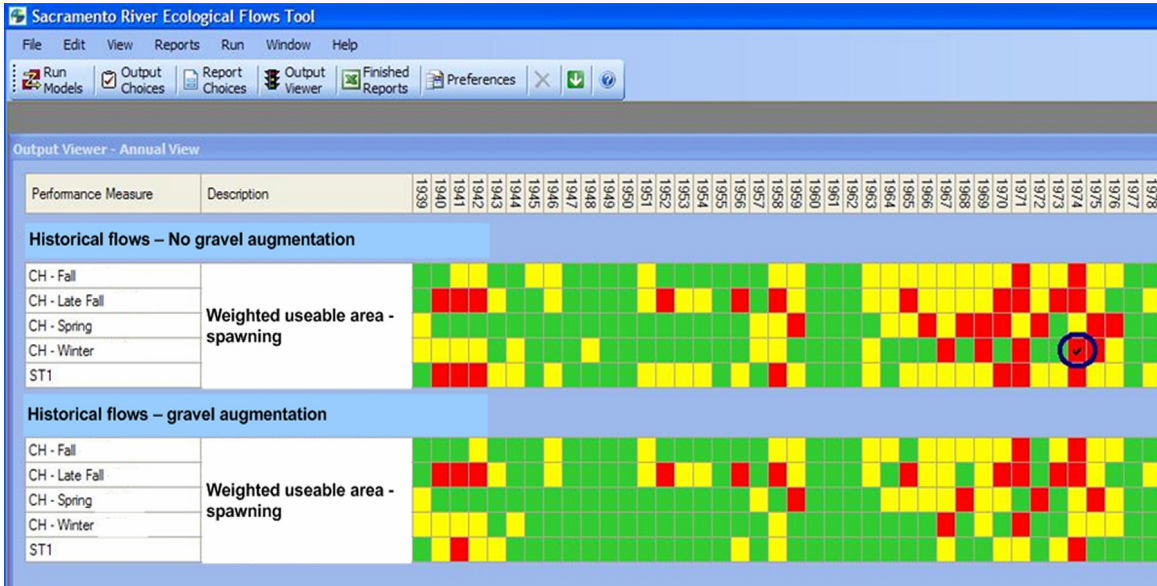 Sacramento River Ecological Flows Tool
File Edit View Reports Run Window Help
Run Models Output Choices Report Choices Output Viewer Finished Reports Preferences
Output Viewer - Annual View
Performance Measure Description 1939 1940 1941 1942 1943 1944 1945 1946 1947 1948 1949 1950 1951 1952 1953 1954 1955 1956 1957 1958 1959 1960 1961 1962 1963 1964 1965 1966 1967 1968 1969 1970 1971 1972 1973 1974 1975 1976 1977 1978
Historical flows – No gravel augmentation
CH - Fall
CH - Late Fall
CH - Spring
CH - Winter
ST1
Weighted useable area -
spawning
Historical flows – gravel augmentation
CH - Fall
CH - Late Fall
CH - Spring
CH - Winter
ST1
Weighted useable area -
spawning